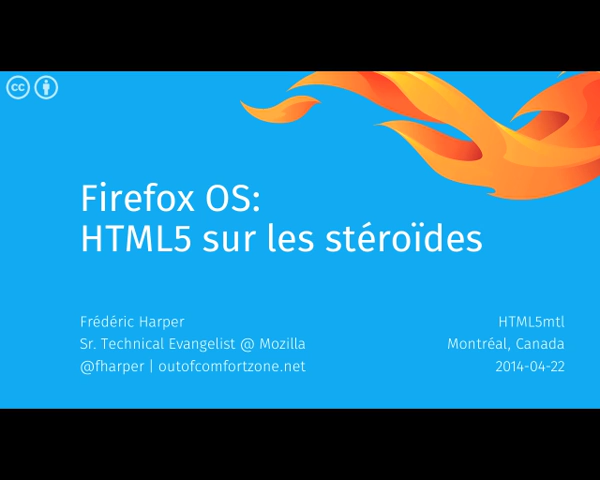 cc
Firefox OS:
HTML5 sur les stéroïdes
Frédéric Harper
Sr. Technical Evangelist @ Mozilla
@fharper | outofcomfortzone.net
HTML5mtl
Montréal, Canada
2014-04-22